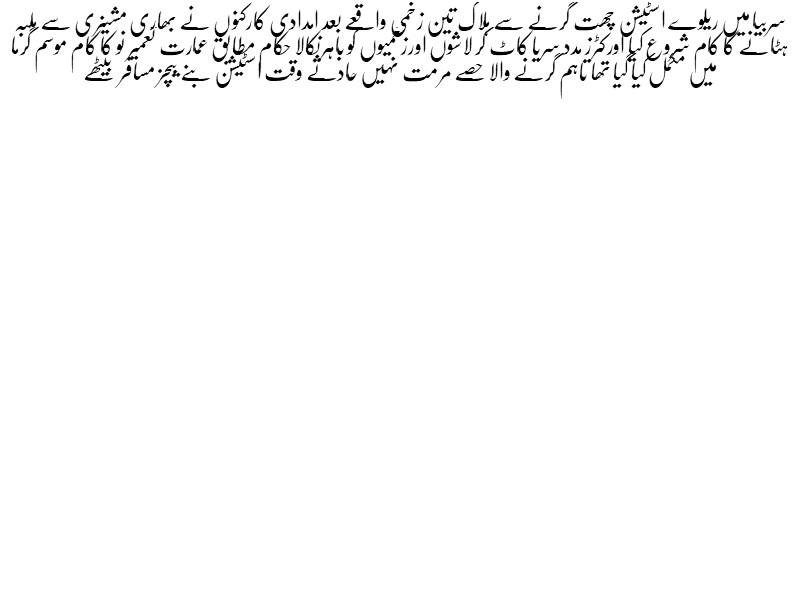 سربیا میں ریلوے اسٹیشن چھت گرنے سے ہلاک تین زخمی واقعے بعد امدادی کارکنوں نے بھاری مشینری سے ملبہ
ہٹانے کا کام شروع کیا اور کٹرز مدد سریا کاٹ کر لاشوں اور زخمیوں کو باہر نکالا حکام مطابق عمارت تعمیر نو کا کام موسم گرما
میں مکمل کیا گیا تھا تاہم گرنے والا حصے مرمت نہیں حادثے وقت اسٹیشن بنے بیچز مسافر بیٹھے